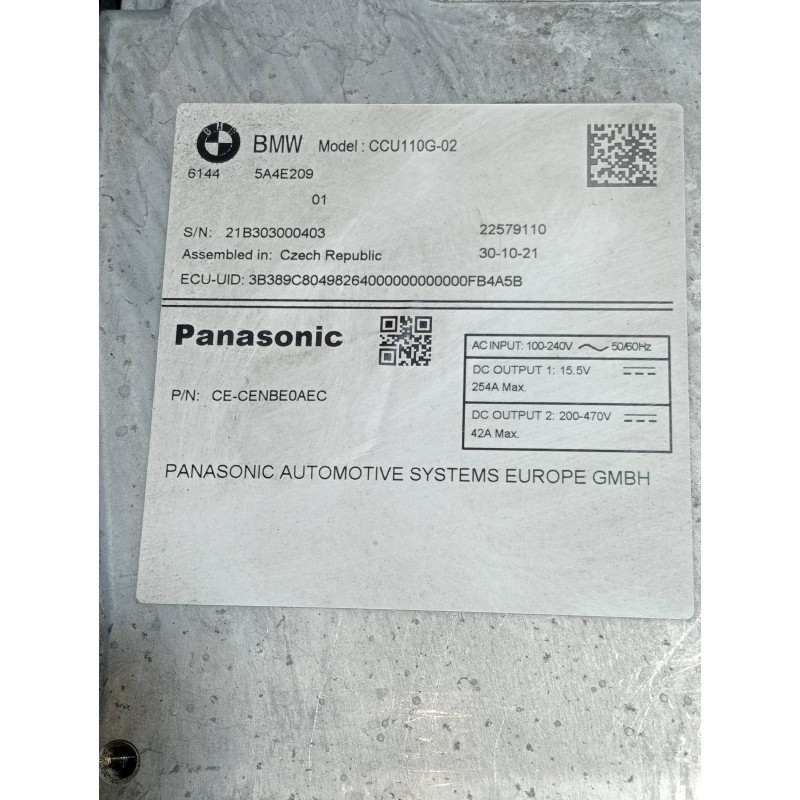 BMW Model : CCU110G-02
6144 5A4E209
01
S/N: 21B303000403 22579110
Assembled in: Czech Republic 30-10-21
ECU-UID: 3B389C80498264000000000000FB4A5B
Panasonic
AC INPUT: 100-240V 50/60Hz
DC OUTPUT 1: 15.5V
254A Max.
P/N: CE-CENBE0AEC
DC OUTPUT 2: 200-470V
42A Max.
PANASONIC AUTOMOTIVE SYSTEMS EUROPE GMBH